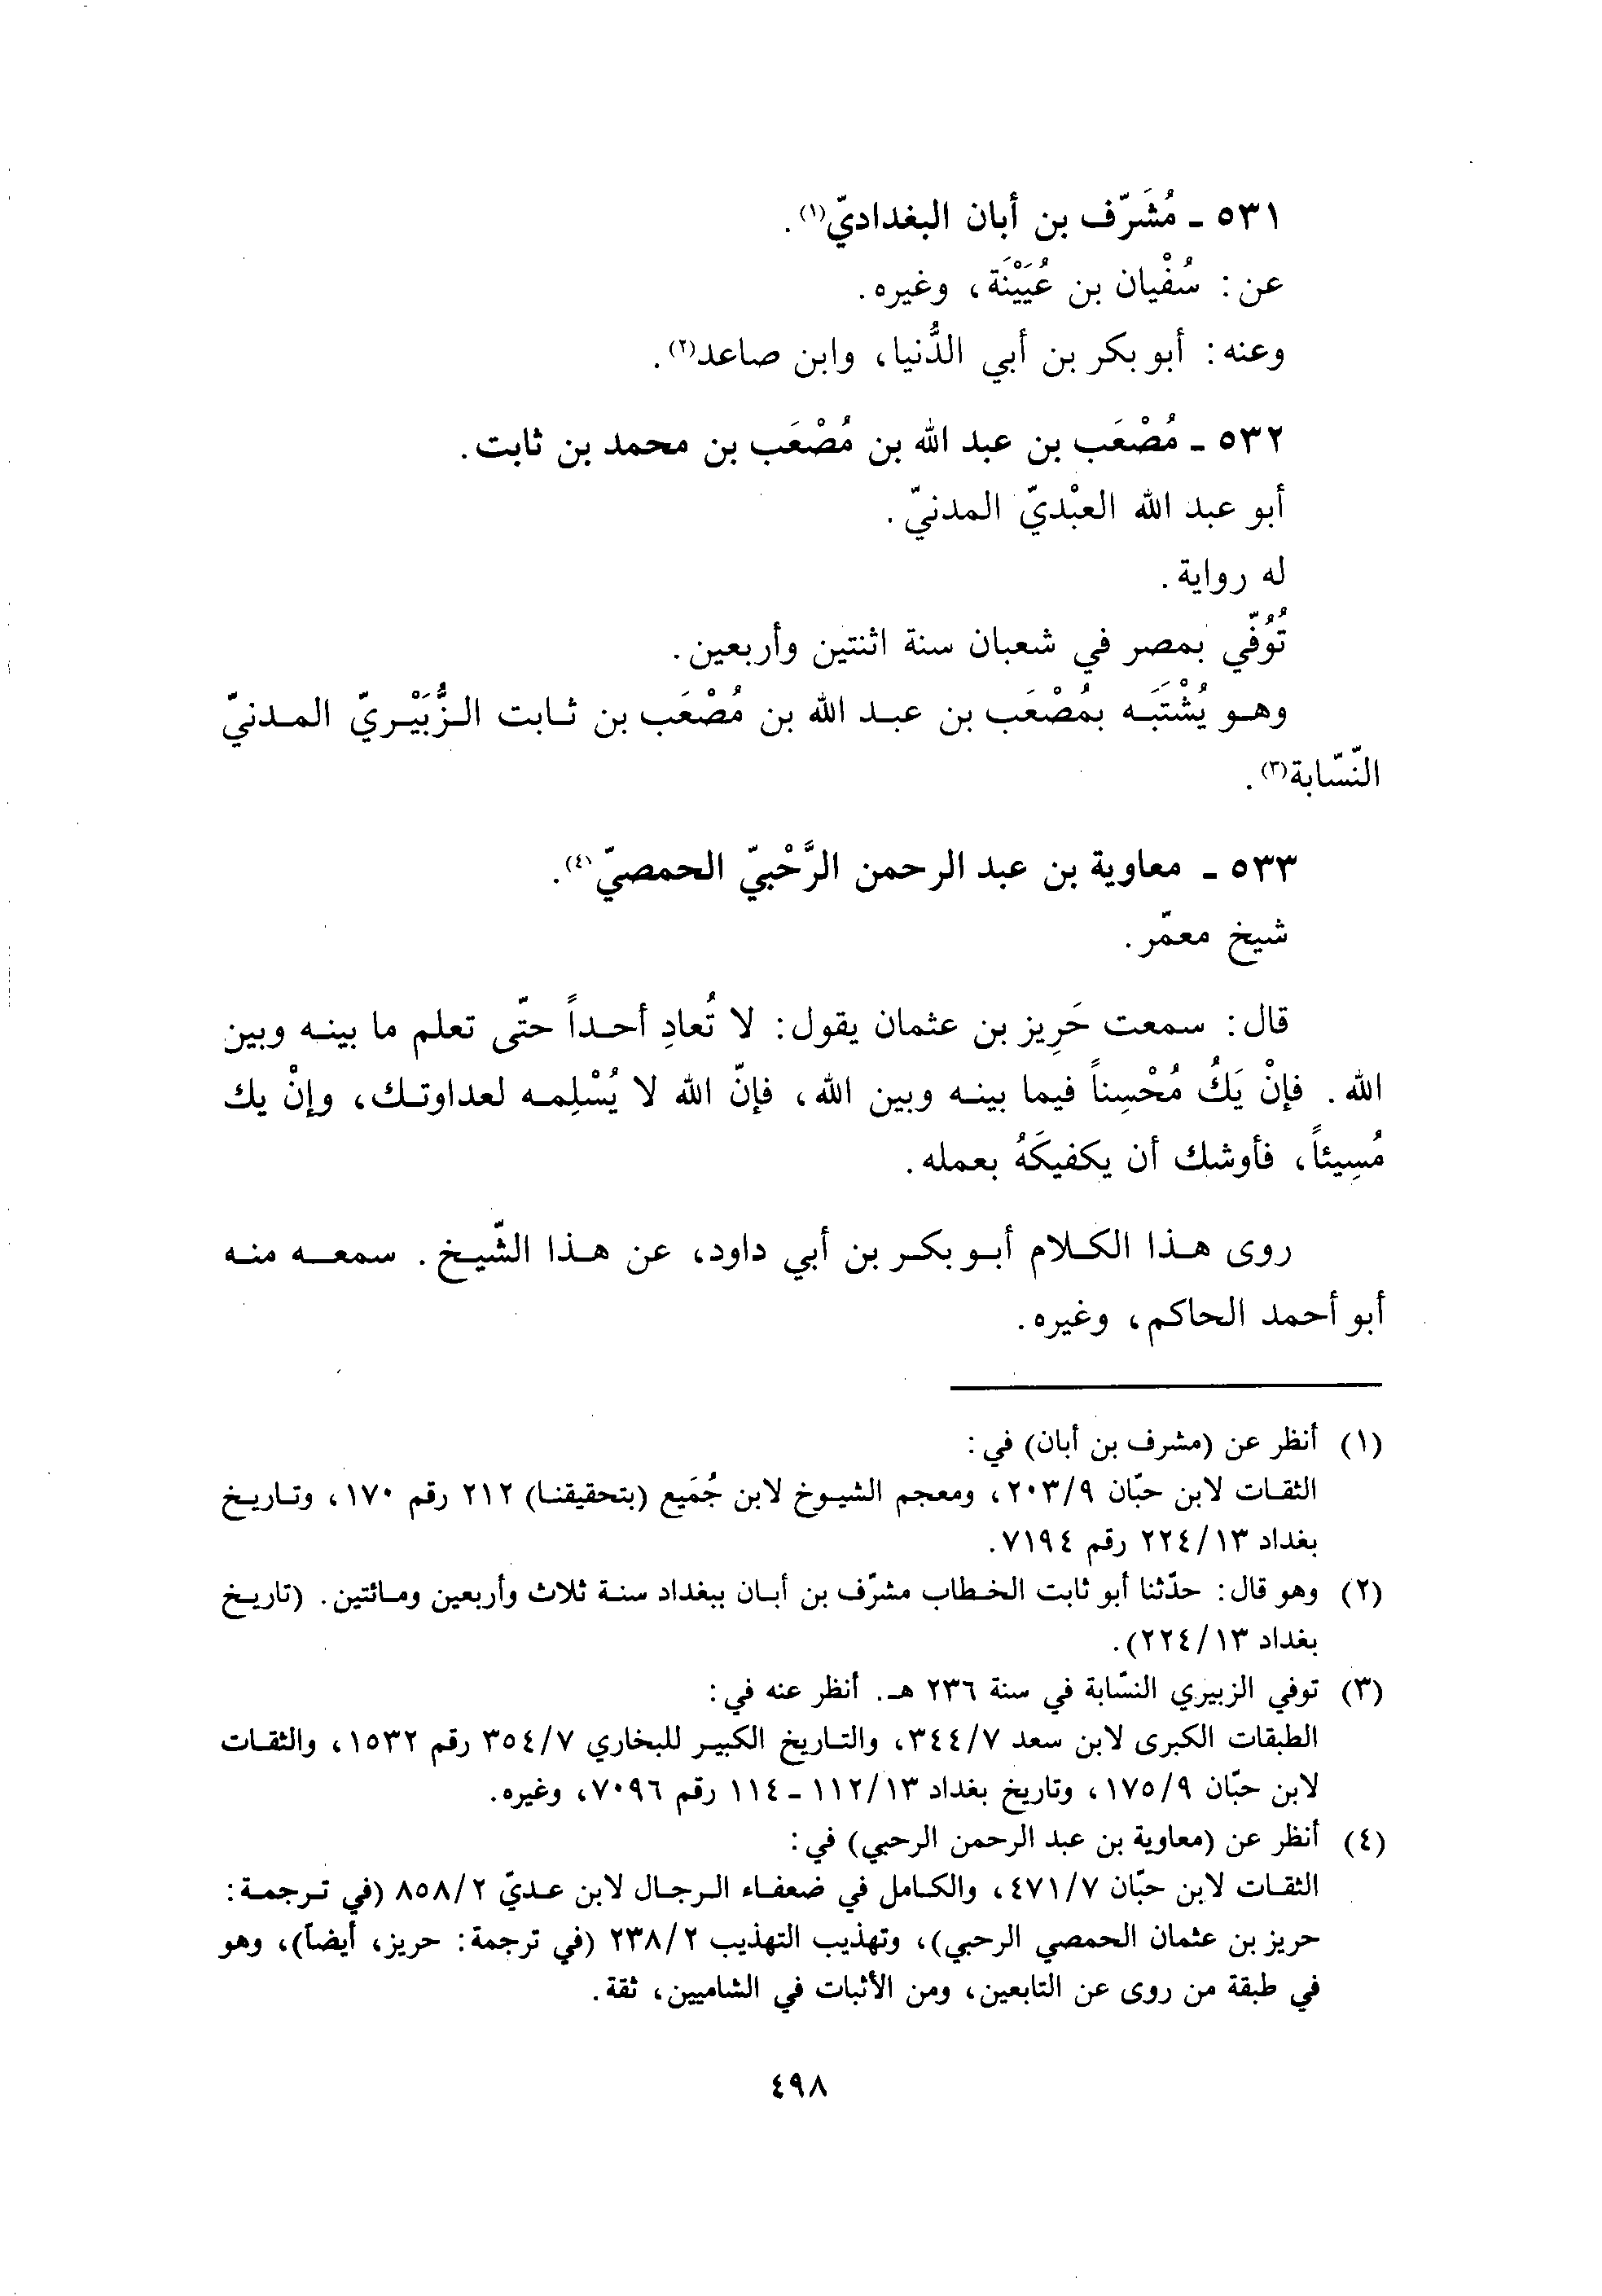 ٥٣١ - مُشَرّف بن أبان البغداديّ(١).
عن: سُفْيان بن عُيَيْنَة، وغيره.
وعنه: أبو بكر بن أبي الدُّنيا، وابن صاعد(٢).
٥٣٢ - مُصْعَب بن عبد الله بن مُصْعَب بن محمد بن ثابت.
أبو عبد الله العبْديّ المدنيّ.
له رواية.
تُوُفّي بمصر في شعبان سنة اثنتين وأربعين.
وهو يُشْتَبَه بمُصْعَب بن عبد الله بن مُصْعَب بن ثابت الزُّبَيْريّ المدنيّ
النّسّابة(٣).
٥٣٣ - معاوية بن عبد الرحمن الرَّحْبيّ الحمصيّ(٤).
شيخ معمّر.
قال: سمعت حَرِيز بن عثمان يقول: لا تُعادِ أحداً حتّى تعلم ما بينه وبين
الله. فإنْ يَكُ مُحْسِناً فيما بينه وبين الله، فإنّ الله لا يُسْلِمه لعداوتك، وإنْ يك
مُسِيئاً، فأوشك أن يكفيكَهُ بعمله.
روى هذا الكلام أبو بكر بن أبي داود، عن هذا الشّيخ. سمعه منه
أبو أحمد الحاكم، وغيره.
(١) أنظر عن (مشرف بن أبان) في:
الثقات لابن حبّان ٢٠٣/٩، ومعجم الشيوخ لابن جُمَيع (بتحقيقنا) ٢١٢ رقم ١٧٠، وتاريخ
بغداد ٢٢٤/١٣ رقم ٧١٩٤.
(٢) وهو قال: حدّثنا أبو ثابت الخطاب مشرّف بن أبان ببغداد سنة ثلاث وأربعين ومائتين. (تاريخ
بغداد ٢٢٤/١٣).
(٣) توفي الزبيري النسّابة في سنة ٢٣٦ هـ. أنظر عنه في:
الطبقات الكبرى لابن سعد ٣٤٤/٧، والتاريخ الكبير للبخاري ٣٥٤/٧ رقم ١٥٣٢، والثقات
لابن حبّان ١٧٥/٩، وتاريخ بغداد ١١٢/١٣ - ١١٤ رقم ٧٠٩٦، وغيره.
(٤) أنظر عن (معاوية بن عبد الرحمن الرحبي) في:
الثقات لابن حبّان ٤٧١/٧، والكامل في ضعفاء الرجال لابن عديّ ٨٥٨/٢ (في ترجمة:
حريز بن عثمان الحمصي الرحبي)، وتهذيب التهذيب ٢٣٨/٢ (في ترجمة: حريز، أيضاً)، وهو
في طبقة من روى عن التابعين، ومن الأثبات في الشاميين، ثقة.
٤٩٨